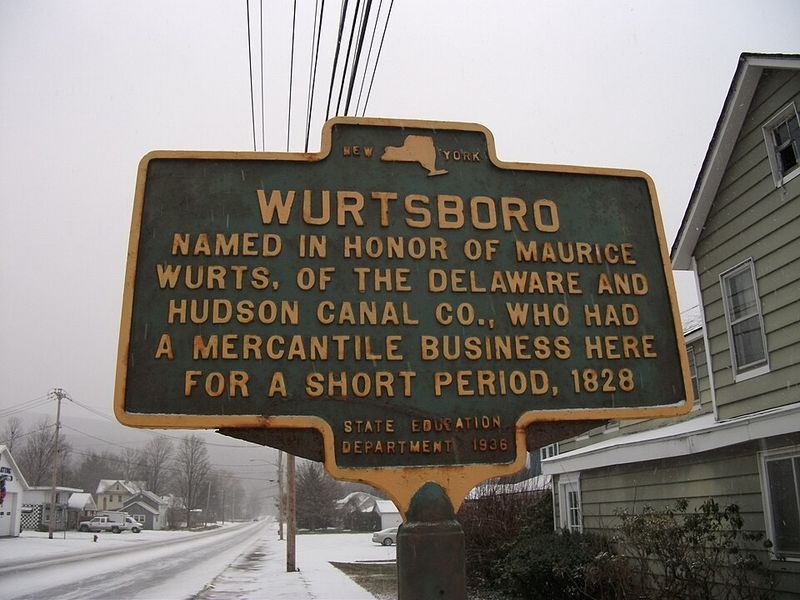 NEW YORK
WURTSBORO
NAMED IN HONOR OF MAURICE
WURTS, OF THE DELAWARE AND
HUDSON CANAL CO., WHO HAD
A MERCANTILE BUSINESS HERE
FOR A SHORT PERIOD, 1828
STATE EDUCATION
DEPARTMENT 1936